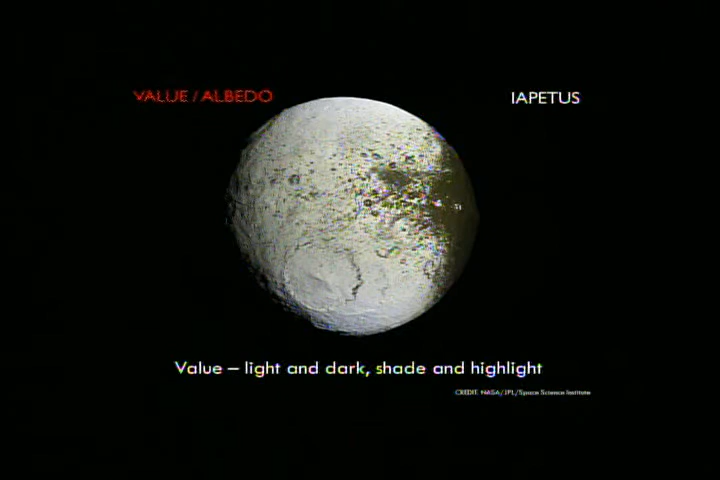 VALUE / ALBEDO
IAPETUS
Value – light and dark, shade and highlight
CREDIT: NASA/JPL/Space Science Institute